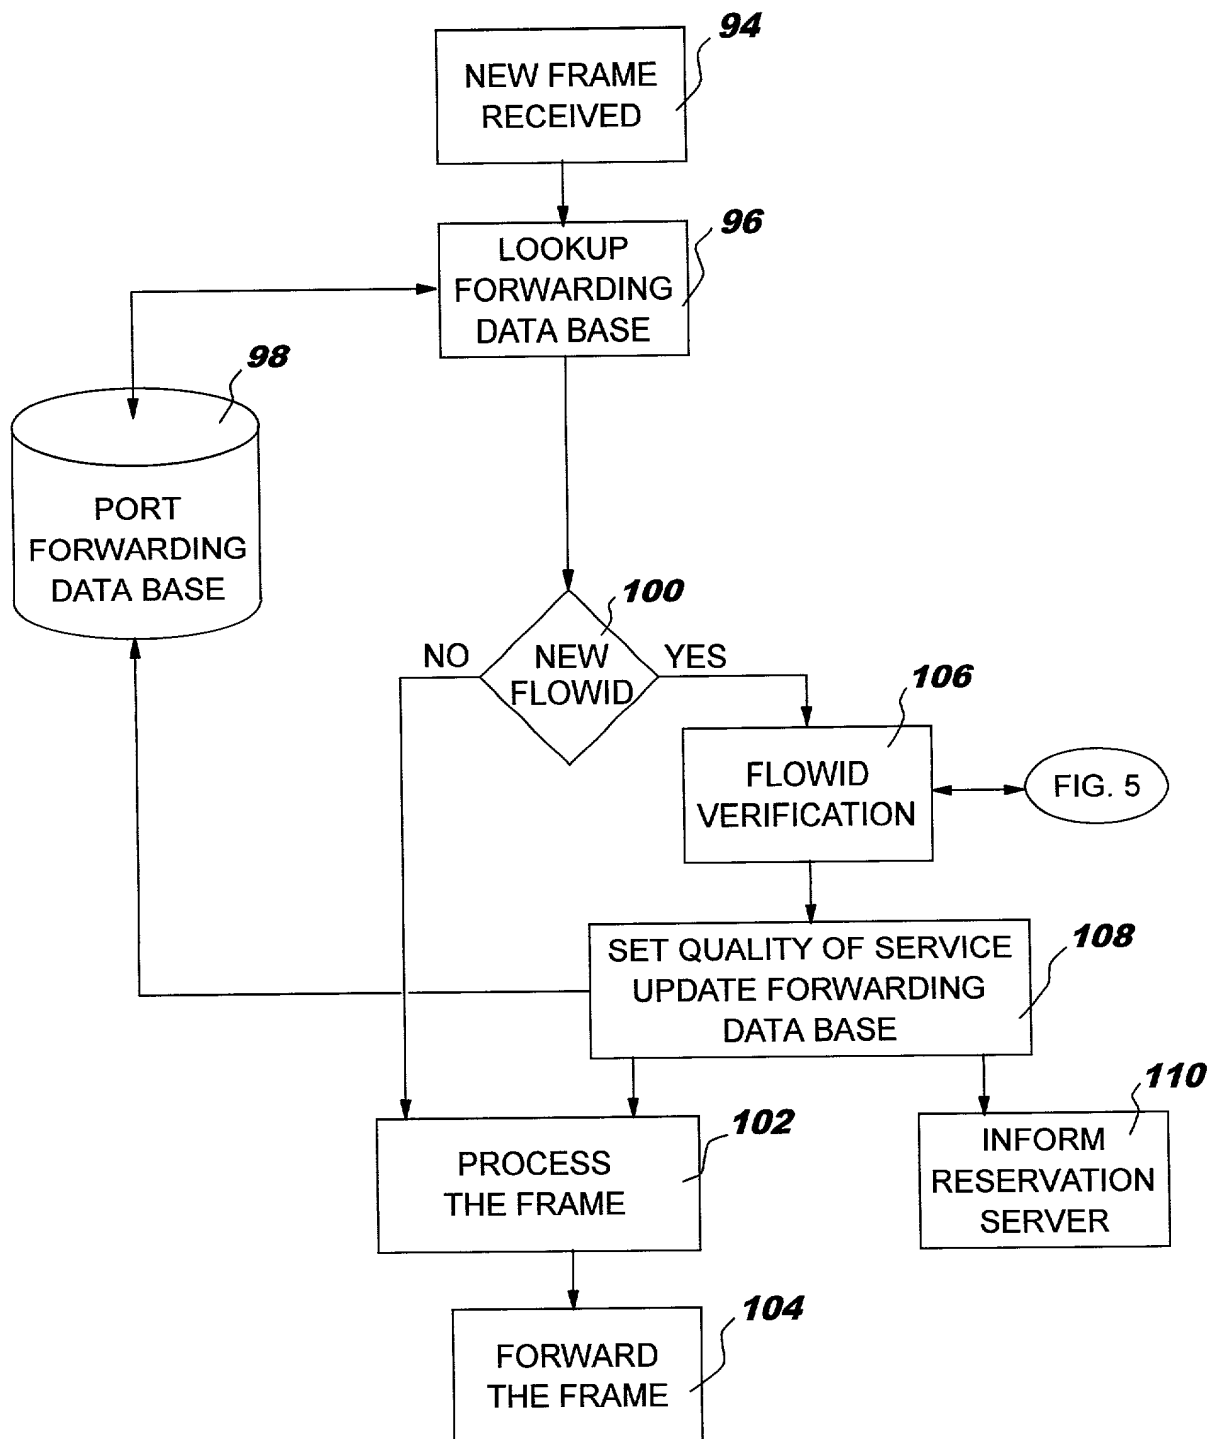 94
NEW FRAME
RECEIVED
96
LOOKUP
FORWARDING
DATA BASE
98
PORT
FORWARDING
DATA BASE
100
NO
NEW
FLOWID
YES
106
FLOWID
VERIFICATION
FIG. 5
108
SET QUALITY OF SERVICE
UPDATE FORWARDING
DATA BASE
102
PROCESS
THE FRAME
110
INFORM
RESERVATION
SERVER
104
FORWARD
THE FRAME